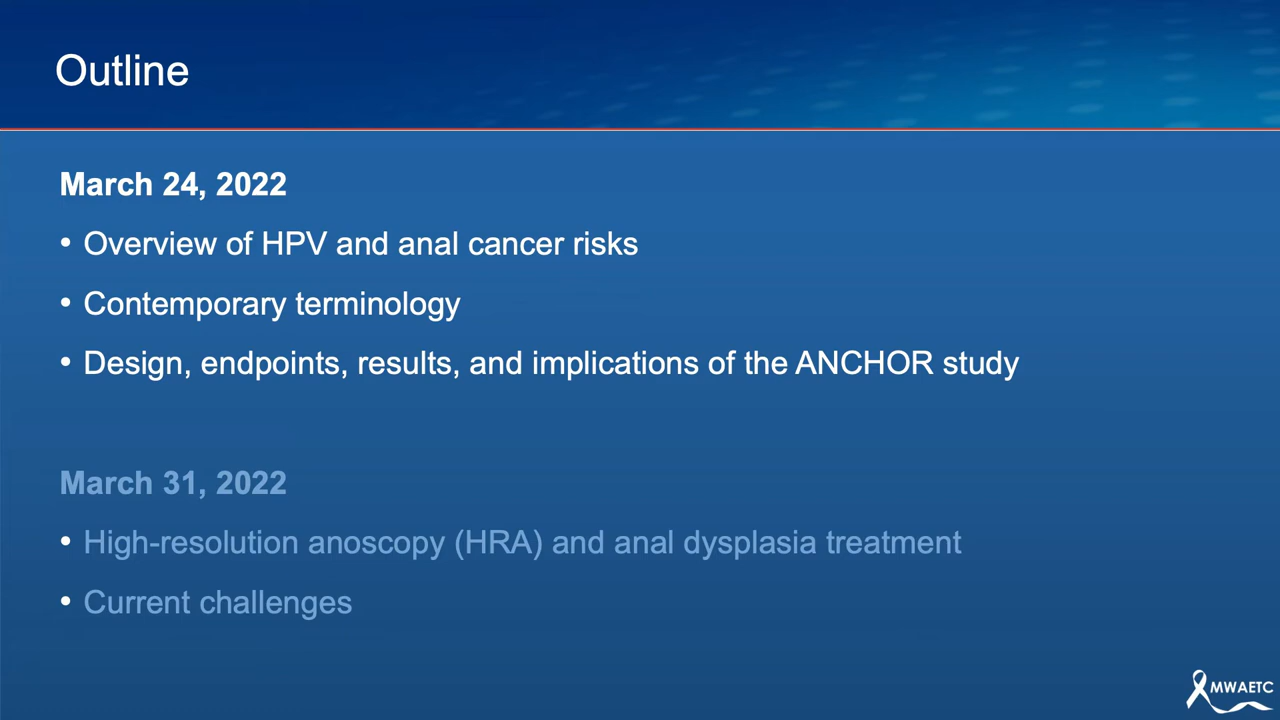 Outline
March 24, 2022
• Overview of HPV and anal cancer risks
• Contemporary terminology
• Design, endpoints, results, and implications of the ANCHOR study
March 31, 2022
• High-resolution anoscopy (HRA) and anal dysplasia treatment
• Current challenges
MWAETC